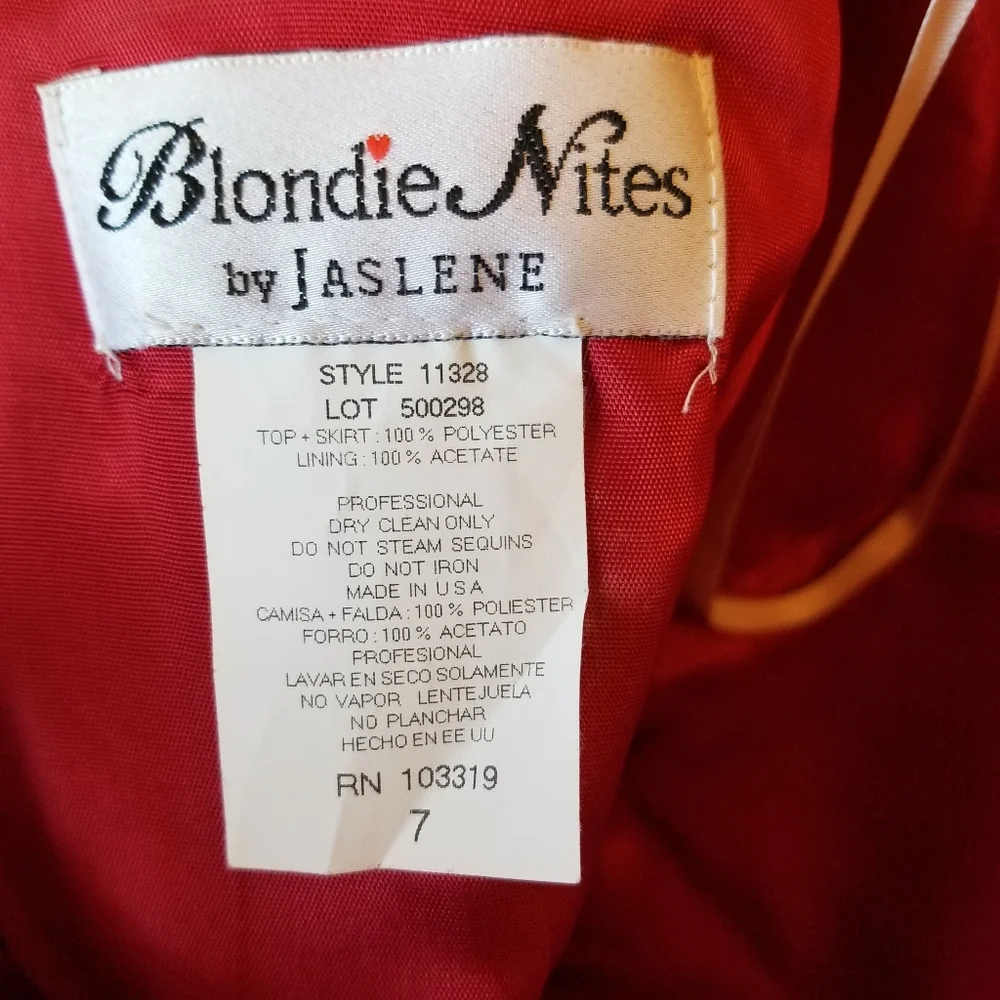 Blondie Nites
by JASLENE
STYLE 11328
LOT 500298
TOP + SKIRT : 100 % POLYESTER
LINING : 100 % ACETATE
PROFESSIONAL
DRY CLEAN ONLY
DO NOT STEAM SEQUINS
DO NOT IRON
MADE IN U S A
CAMISA + FALDA : 100 % POLIESTER
FORRO : 100 % ACETATO
PROFESIONAL
LAVAR EN SECO SOLAMENTE
NO VAPOR LENTEJUELA
NO PLANCHAR
HECHO EN EE UU
RN 103319
7